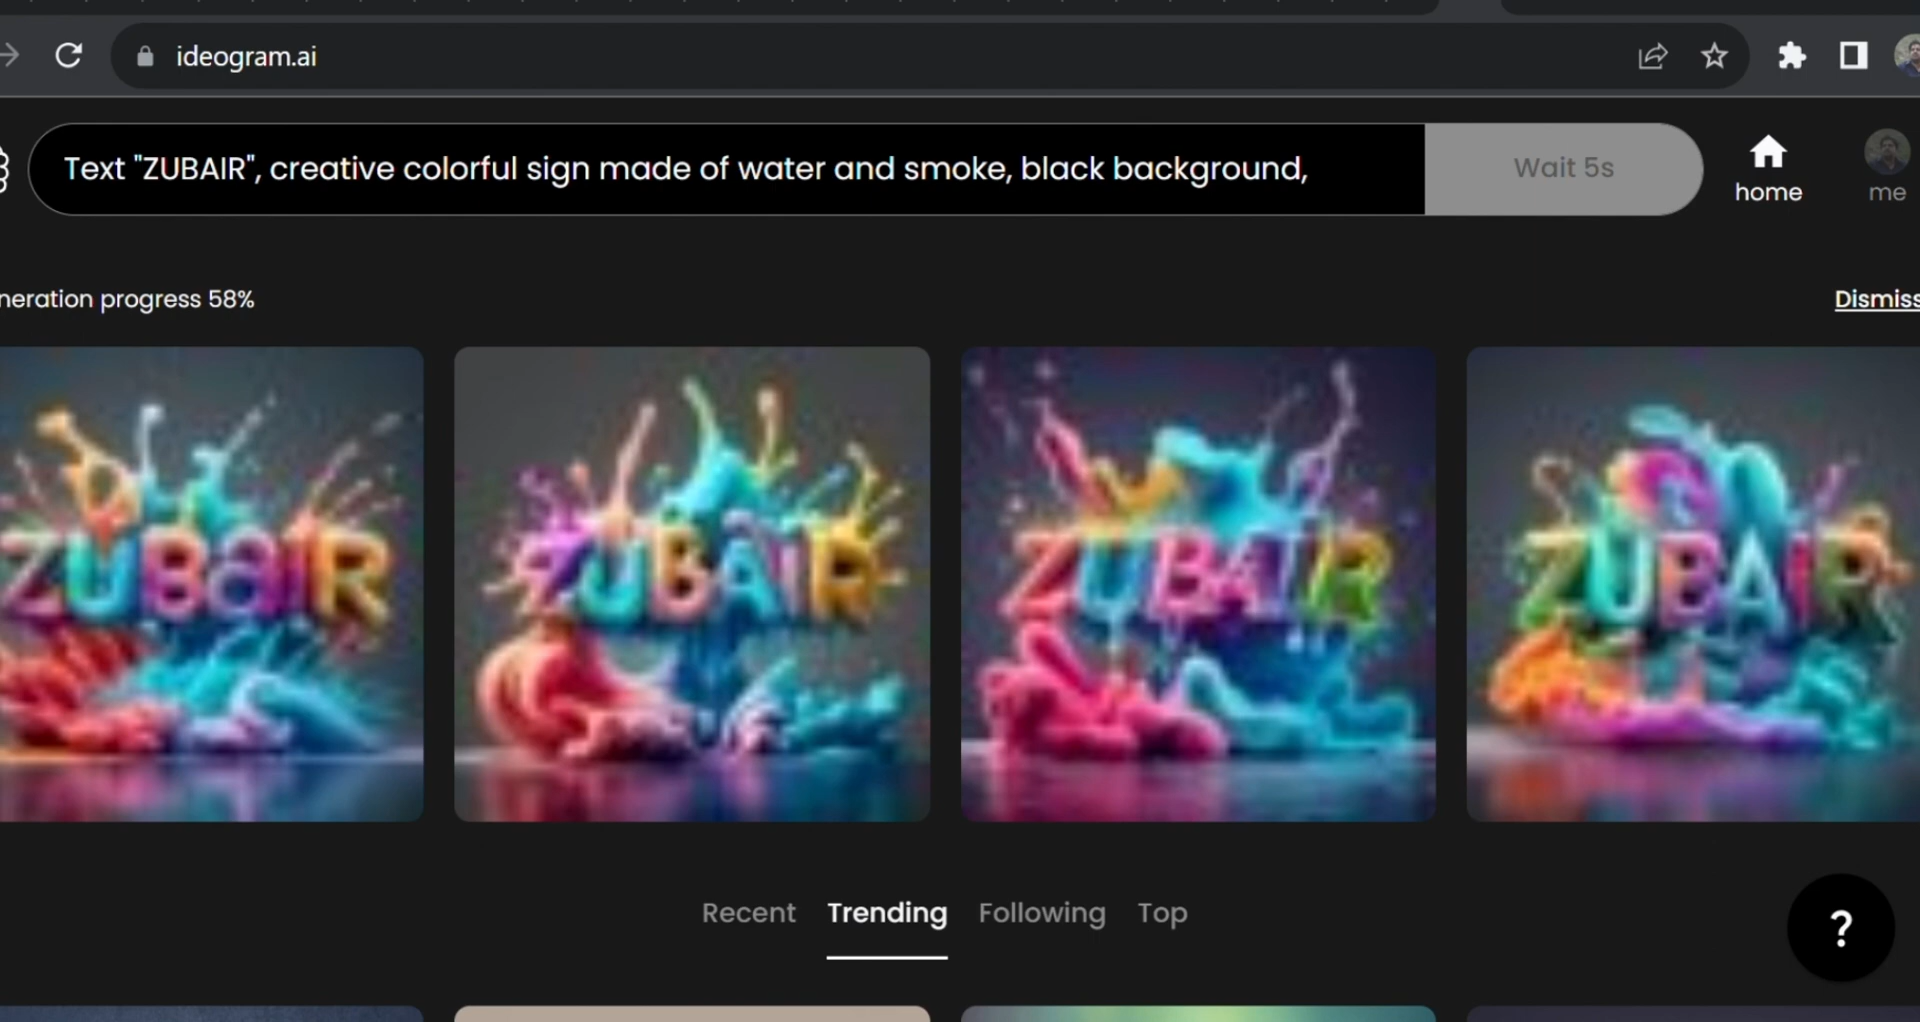 ideogram.ai
Text "ZUBAIR", creative colorful sign made of water and smoke, black background,
Wait 5s
home
me
neration progress 58%
Dismiss
ZUBaIR
ZUBAIR
ZUBAIR
ZUBAIR
Recent Trending Following Top
?